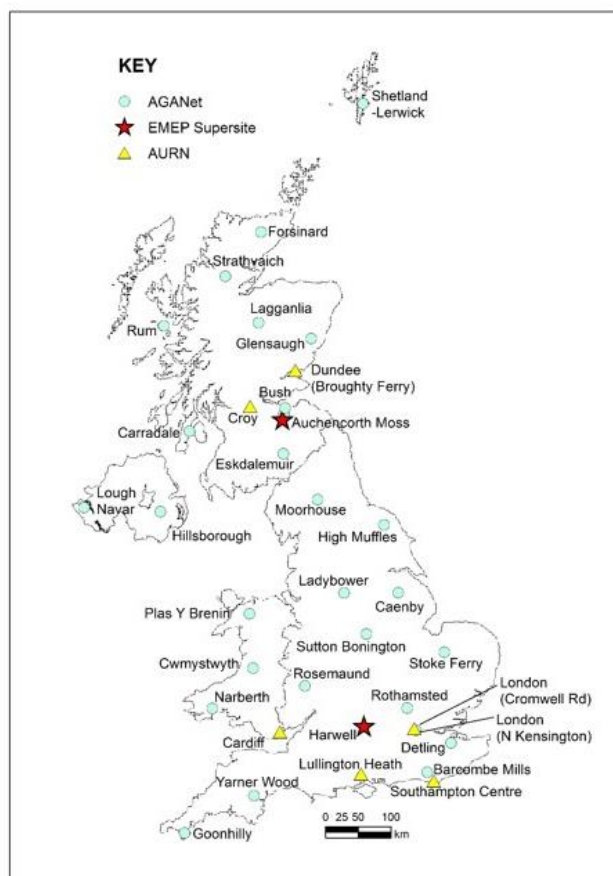 KEY
AGANet
EMEP Supersite
AURN
Shetland
-Lerwick
Forsinard
Strathvaich
Lagganlia
Rum
Glensaugh
Dundee
(Broughty Ferry)
Bush
Croy
Auchencorth Moss
Carradale
Eskdalemuir
Lough
Navar
Moorhouse
Hillsborough
High Muffles
Ladybower
Caenby
Plas Y Brenin
Sutton Bonington
Stoke Ferry
Cwmystwyth
Rosemaund
London
(Cromwell Rd)
Narberth
Rothamsted
London
(N Kensington)
Cardiff
Harwell
Detling
Lullington Heath
Barcombe Mills
Yarner Wood
Southampton Centre
Goonhilly
0 25 50 100
km